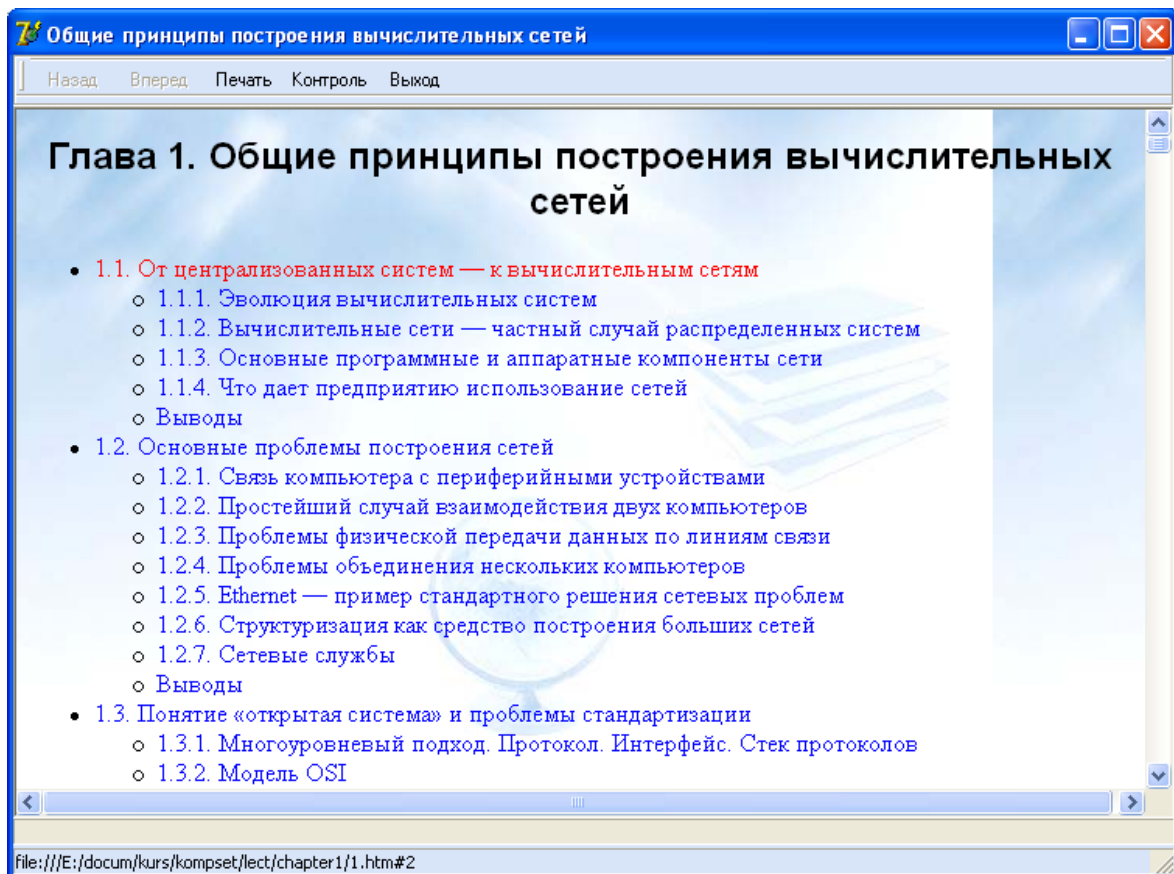 Общие принципы построения вычислительных сетей
Назад Вперед Печать Контроль Выход
Глава 1. Общие принципы построения вычислительных
сетей
1.1. От централизованных систем — к вычислительным сетям
1.1.1. Эволюция вычислительных систем
1.1.2. Вычислительные сети — частный случай распределенных систем
1.1.3. Основные программные и аппаратные компоненты сети
1.1.4. Что дает предприятию использование сетей
Выводы
1.2. Основные проблемы построения сетей
1.2.1. Связь компьютера с периферийными устройствами
1.2.2. Простейший случай взаимодействия двух компьютеров
1.2.3. Проблемы физической передачи данных по линиям связи
1.2.4. Проблемы объединения нескольких компьютеров
1.2.5. Ethernet — пример стандартного решения сетевых проблем
1.2.6. Структуризация как средство построения больших сетей
1.2.7. Сетевые службы
Выводы
1.3. Понятие «открытая система» и проблемы стандартизации
1.3.1. Многоуровневый подход. Протокол. Интерфейс. Стек протоколов
1.3.2. Модель OSI
file:///E:/docum/kurs/kompset/lect/chapter1/1.htm#2